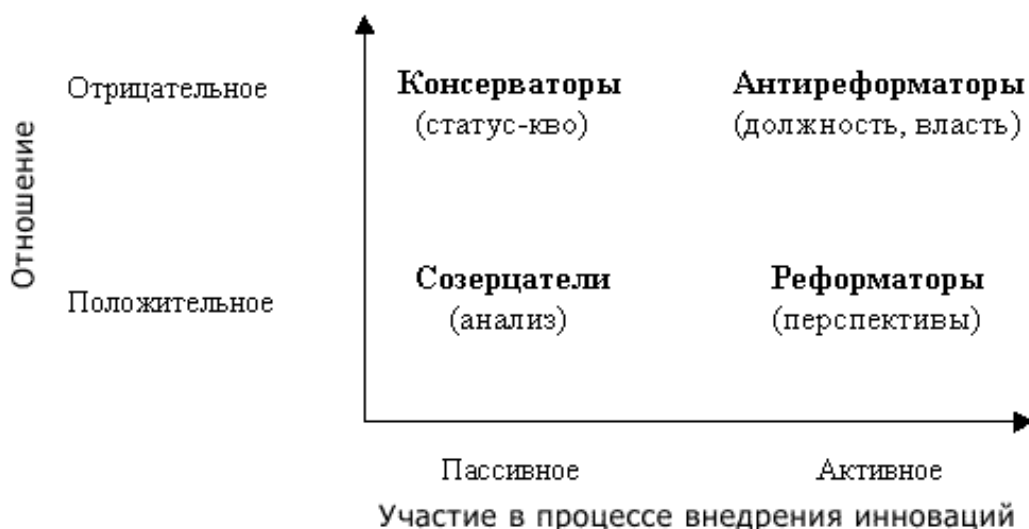 Отношение
Отрицательное
Консерваторы
(статус-кво)
Антиреформаторы
(должность, власть)
Положительное
Созерцатели
(анализ)
Реформаторы
(перспективы)
Пассивное
Активное
Участие в процессе внедрения инноваций